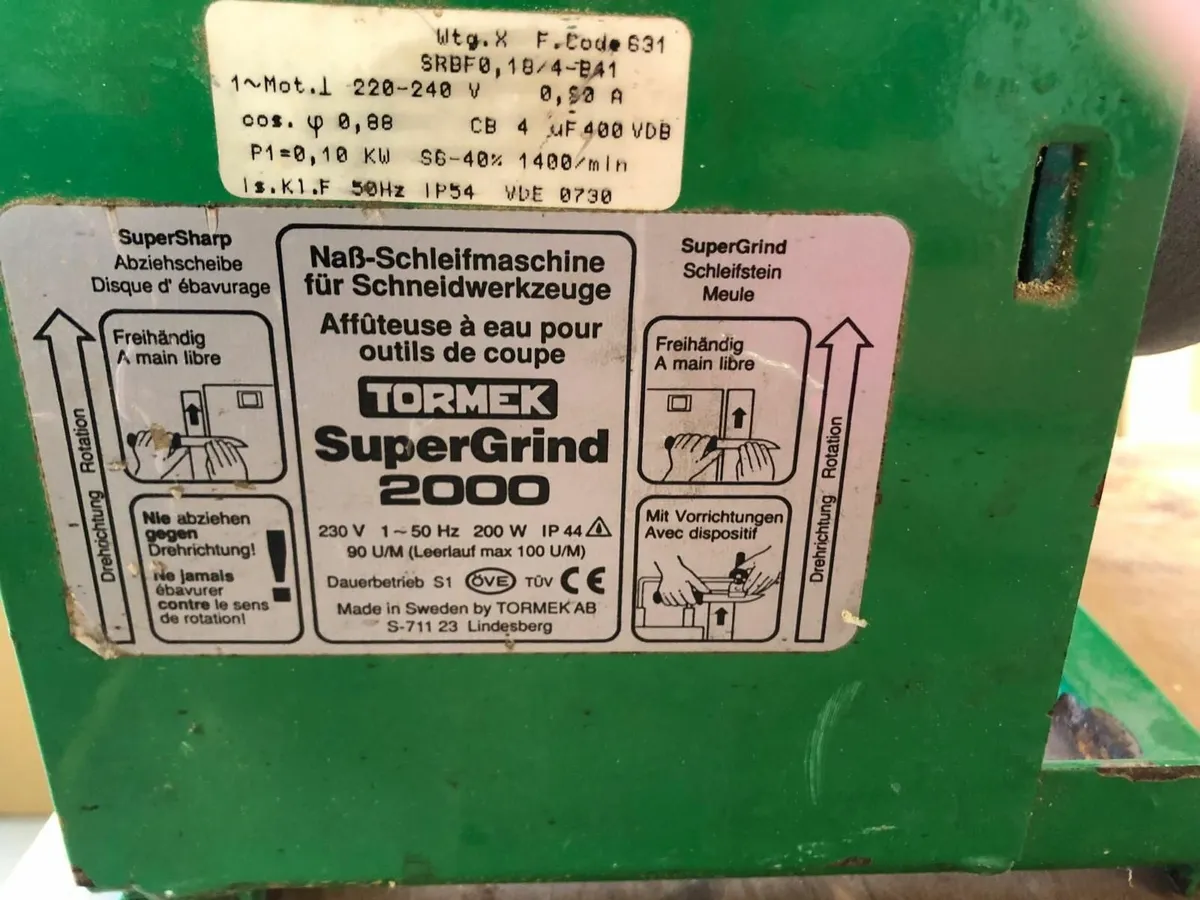 Wtg.X F.Code 631
SRBF0,18/4-B41
1~Mot.⊥ 220-240 V 0,90 A
cos. φ 0,88 CB 4 µF 400 VDB
P1=0,10 KW S6-40% 1400/min
Is.Kl.F 50Hz IP54 VDE 0730
SuperSharp
Abziehscheibe
Disque d' ébavurage
Freihändig
A main libre
Rotation
Drehrichtung
Nie abziehen
gegen
Drehrichtung!
Ne jamais
ébavurer
contre le sens
de rotation!
!
Naß-Schleifmaschine
für Schneidwerkzeuge
Affûteuse à eau pour
outils de coupe
TORMEK
SuperGrind
2000
230 V 1~50 Hz 200 W IP 44
90 U/M (Leerlauf max 100 U/M)
Dauerbetrieb S1 ÖVE TÜV CE
Made in Sweden by TORMEK AB
S-711 23 Lindesberg
SuperGrind
Schleifstein
Meule
Freihändig
A main libre
Mit Vorrichtungen
Avec dispositif
Rotation
Drehrichtung